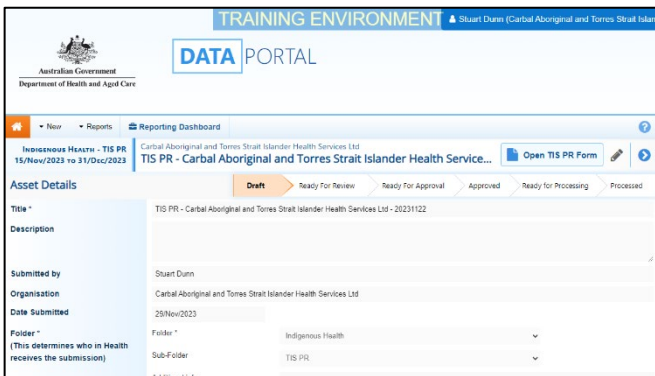 TRAINING ENVIRONMENT
Stuart Dunn (Carbal Aboriginal and Torres Strait Islan
Australian Government
Department of Health and Aged Care
DATA PORTAL
New Reports Reporting Dashboard
INDIGENOUS HEALTH - TIS PR
15/Nov/2023 TO 31/Dec/2023
Carbal Aboriginal and Torres Strait Islander Health Services Ltd
TIS PR - Carbal Aboriginal and Torres Strait Islander Health Service...
Open TIS PR Form
Asset Details
Draft Ready For Review Ready For Approval Approved Ready for Processing Processed
Title * TIS PR - Carbal Aboriginal and Torres Strait Islander Health Services Ltd - 20231122
Description
Submitted by Stuart Dunn
Organisation Carbal Aboriginal and Torres Strait Islander Health Services Ltd
Date Submitted 29/Nov/2023
Folder * Folder * Indigenous Health
(This determines who in Health
receives the submission) Sub-Folder TIS PR